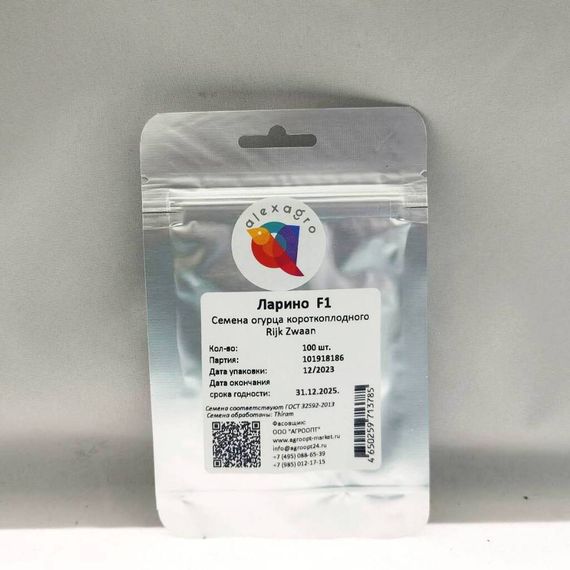 alexagro
Ларино F1
Семена огурца короткоплодного
Rijk Zwaan
Кол-во: 100 шт.
Партия: 101918186
Дата упаковки: 12/2023
Дата окончания
срока годности: 31.12.2025.
Семена соответствуют ГОСТ 32592-2013
Семена обработаны: Thiram
Фасовщик:
ООО "АГРООПТ"
www.agroopt-market.ru
info@agroopt24.ru
+7 (495) 088-65-39
+7 (985) 012-17-15
4650259713785